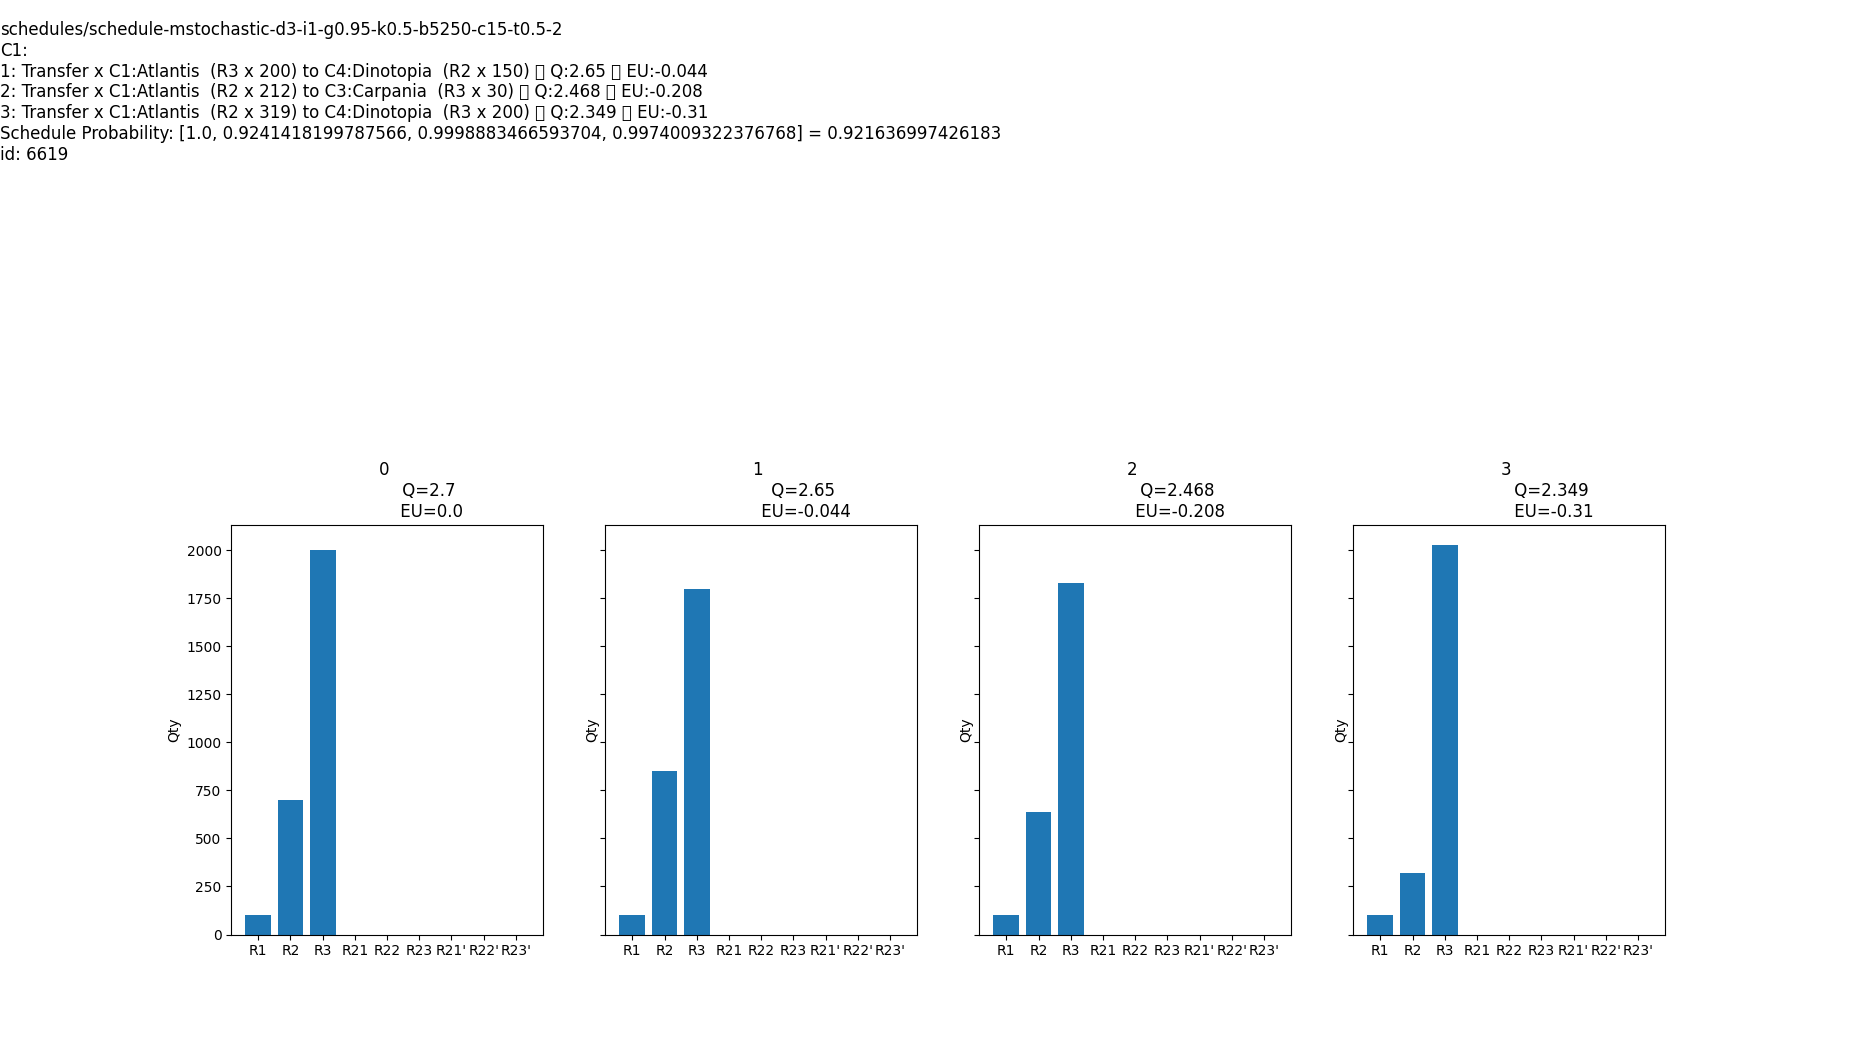 schedules/schedule-mstochastic-d3-i1-g0.95-k0.5-b5250-c15-t0.5-2
C1:
1: Transfer x C1:Atlantis  (R3 x 200) to C4:Dinotopia  (R2 x 150) ▯ Q:2.65 ▯ EU:-0.044
2: Transfer x C1:Atlantis  (R2 x 212) to C3:Carpania  (R3 x 30) ▯ Q:2.468 ▯ EU:-0.208
3: Transfer x C1:Atlantis  (R2 x 319) to C4:Dinotopia  (R3 x 200) ▯ Q:2.349 ▯ EU:-0.31
Schedule Probability: [1.0, 0.9241418199787566, 0.9998883466593704, 0.9974009322376768] = 0.921636997426183
id: 6619
0
Q=2.7
EU=0.0
2000
1750
1500
1250
1000
750
500
250
0
Qty
R1 R2 R3 R21 R22 R23 R21' R22' R23'
1
Q=2.65
EU=-0.044
Qty
R1 R2 R3 R21 R22 R23 R21' R22' R23'
2
Q=2.468
EU=-0.208
Qty
R1 R2 R3 R21 R22 R23 R21' R22' R23'
3
Q=2.349
EU=-0.31
Qty
R1 R2 R3 R21 R22 R23 R21' R22' R23'